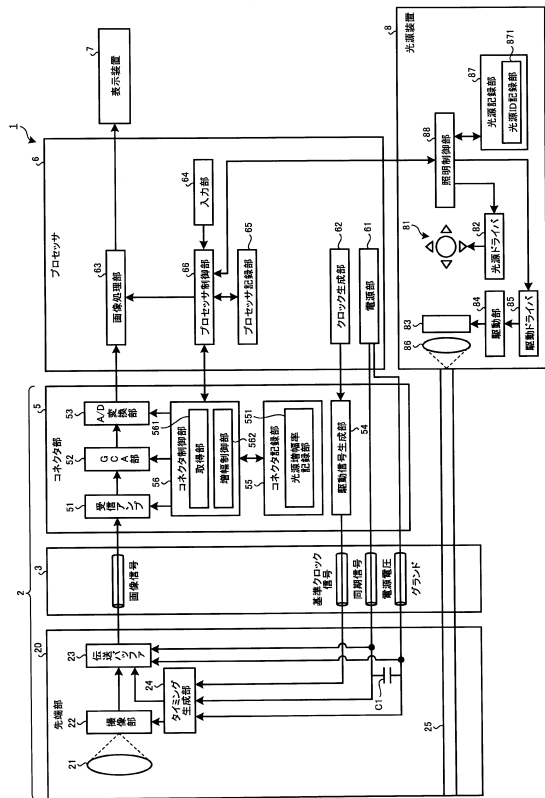 1
2
20
先端部
21
22
撮像部
23
伝送バッファ
24
タイミング
生成部
C1
25
3
画像信号
基準クロック
信号
同期信号
電源電圧
グランド
5
コネクタ部
51
受信アンプ
52
GCA部
53
A/D
変換部
56
コネクタ制御部
561
取得部
562
増幅制御部
55
コネクタ記録部
551
光源増幅率
記録部
54
駆動信号生成部
6
プロセッサ
63
画像処理部
64
入力部
66
プロセッサ制御部
65
プロセッサ記録部
62
クロック生成部
61
電源部
7
表示装置
8
光源装置
81
82
光源ドライバ
83
84
駆動部
85
駆動ドライバ
86
88
照明制御部
87
光源記録部
871
光源ID記録部